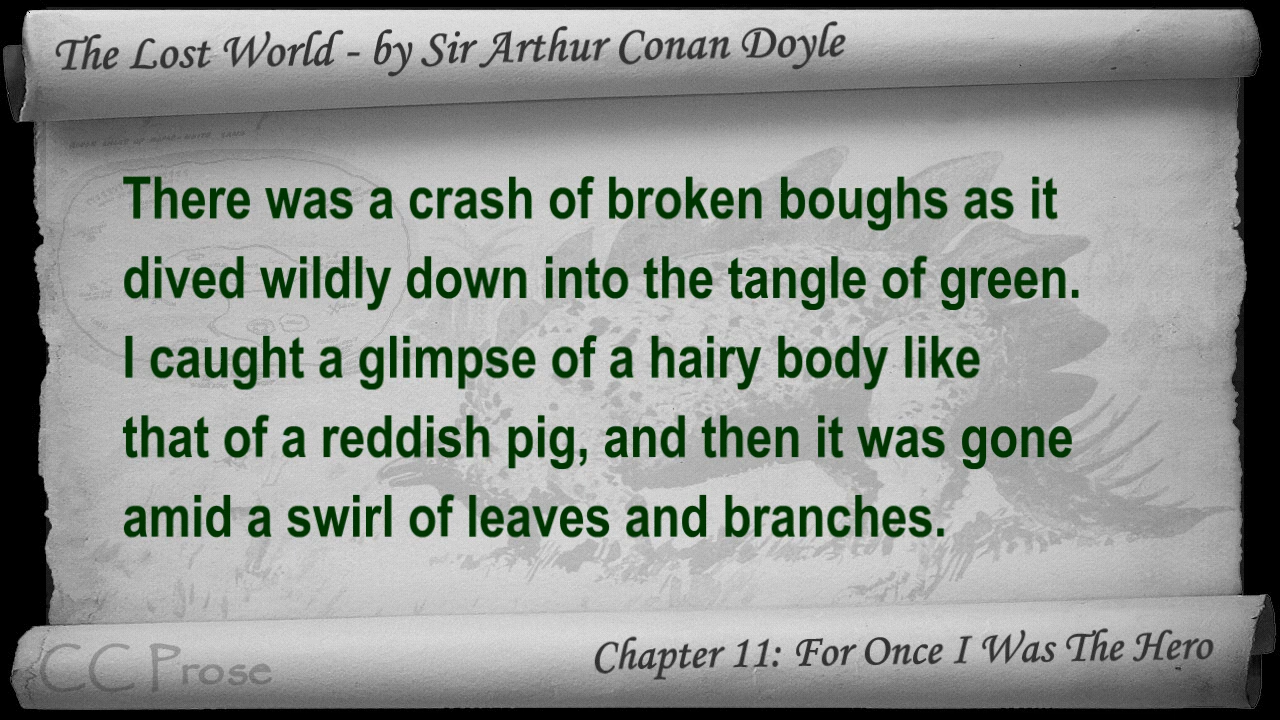 The Lost World - by Sir Arthur Conan Doyle
There was a crash of broken boughs as it
dived wildly down into the tangle of green.
I caught a glimpse of a hairy body like
that of a reddish pig, and then it was gone
amid a swirl of leaves and branches.
Chapter 11: For Once I Was The Hero
CC Prose